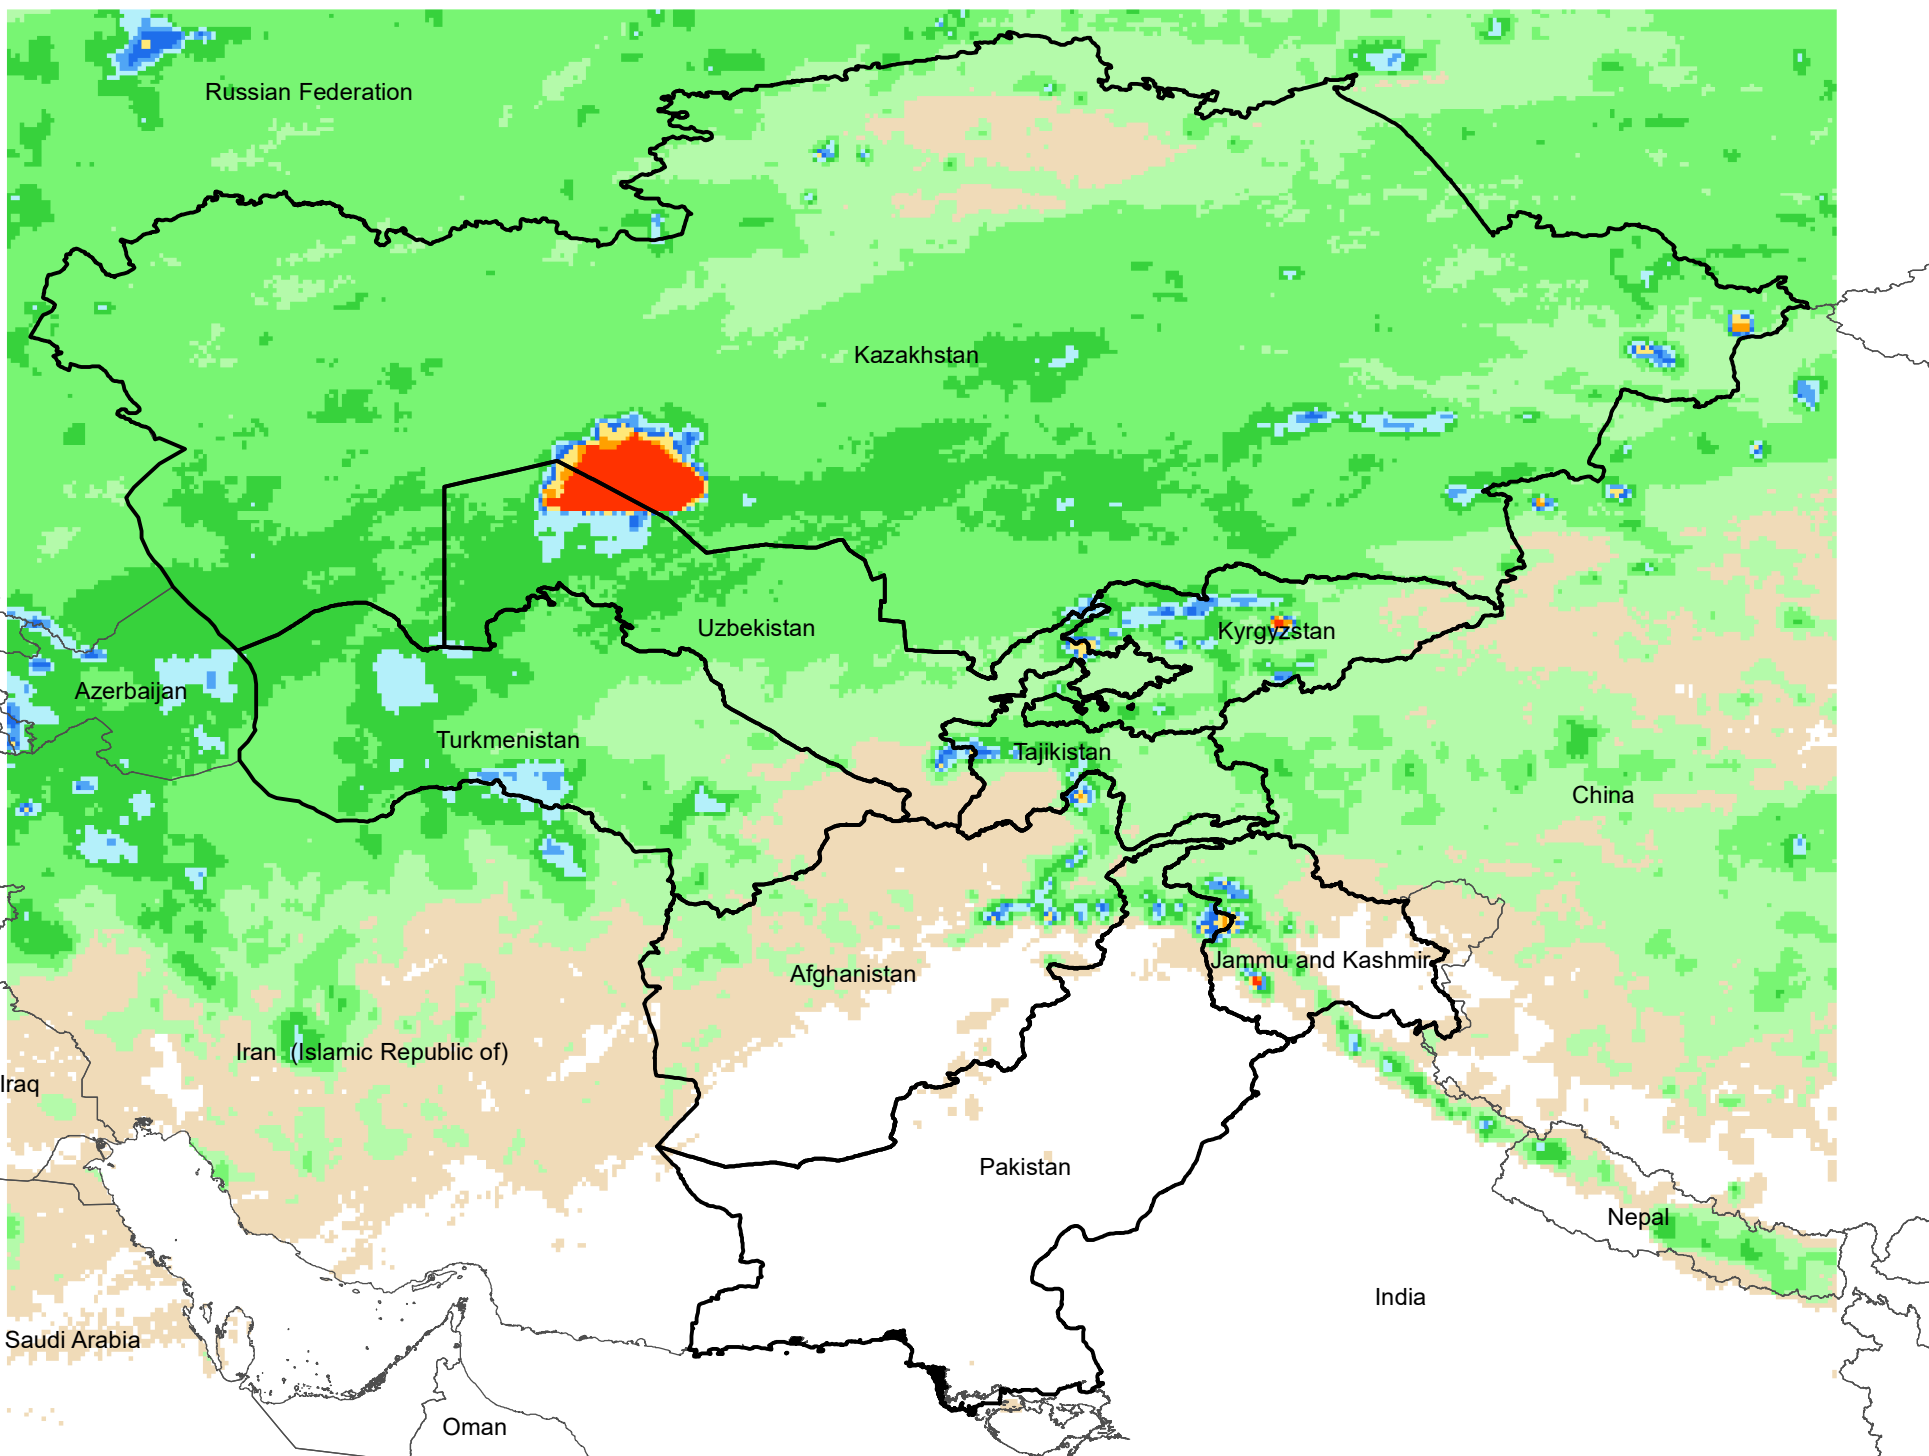 Russian Federation
Kazakhstan
Uzbekistan
Kyrgyzstan
Azerbaijan
Turkmenistan
Tajikistan
China
Jammu and Kashmir
Afghanistan
Iran (Islamic Republic of)
Iraq
Pakistan
Nepal
India
Saudi Arabia
Oman